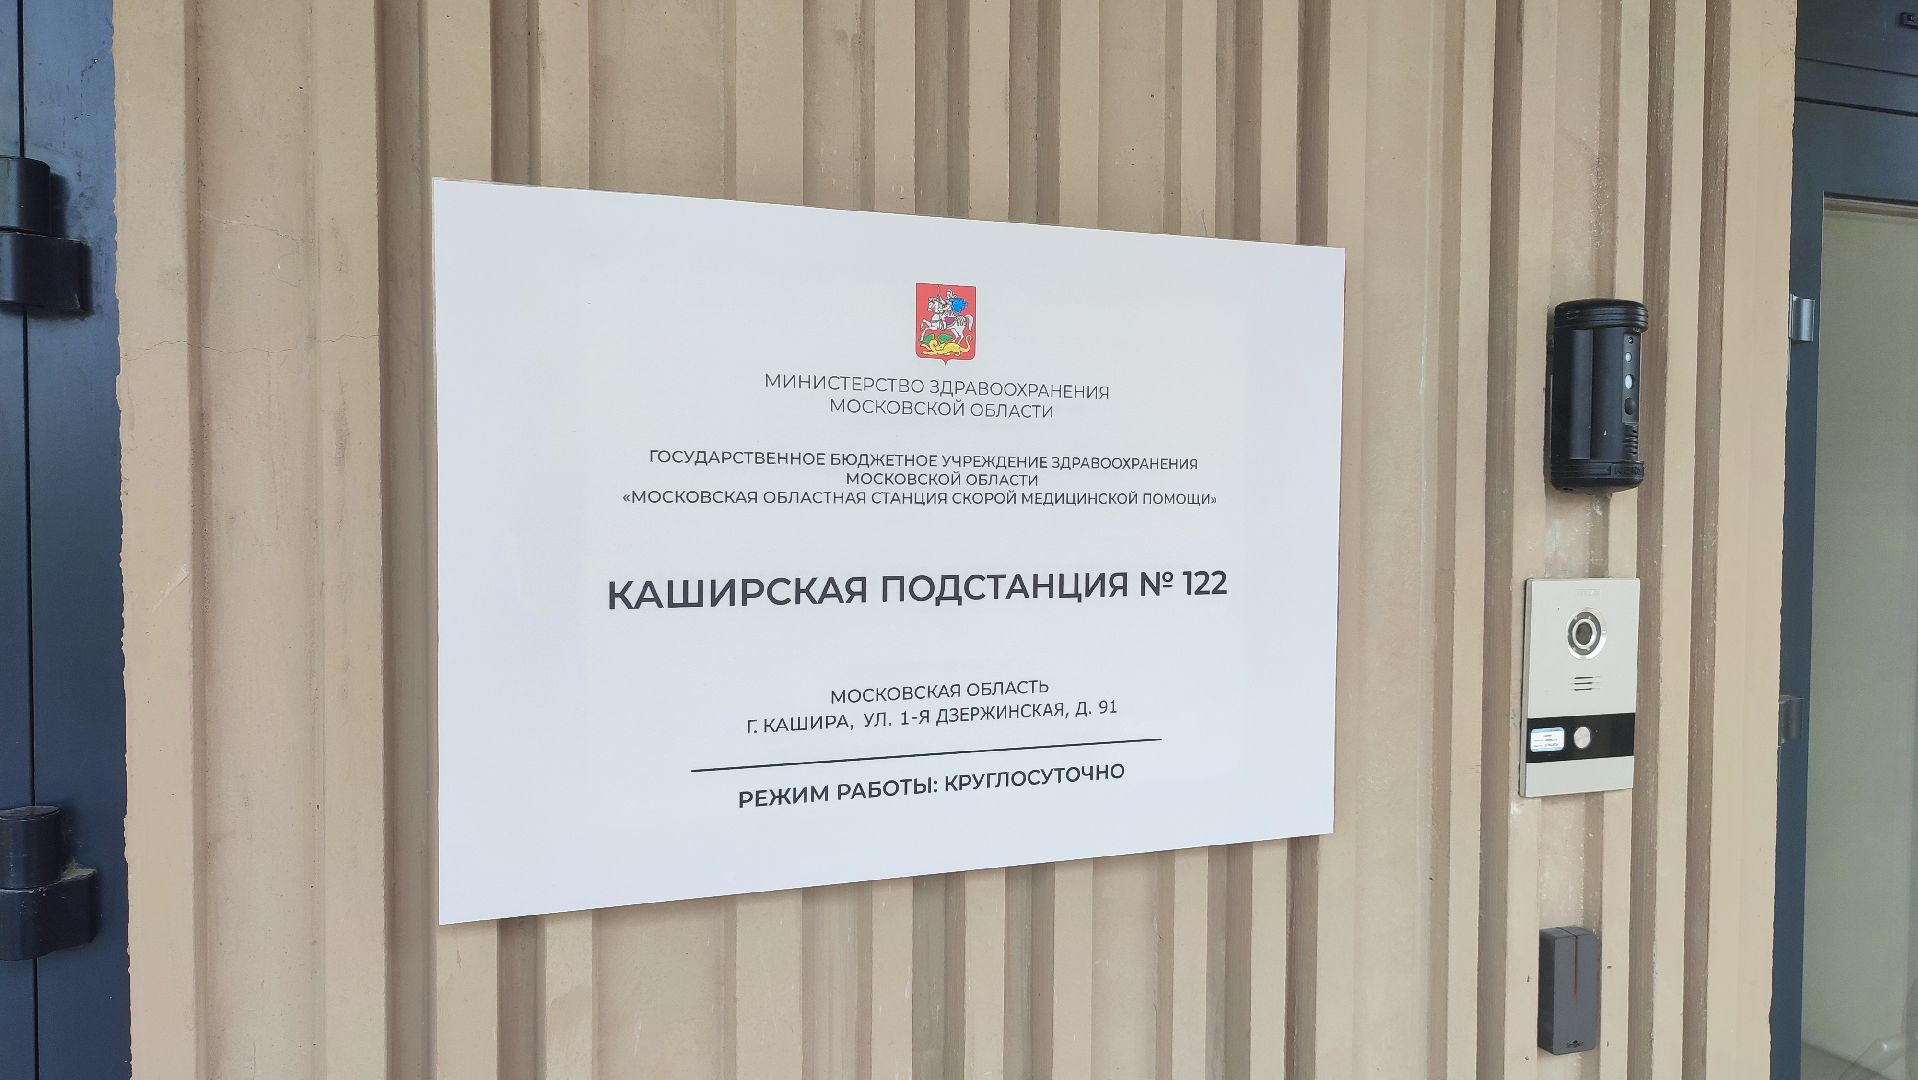 МИНИСТЕРСТВО ЗДРАВООХРАНЕНИЯ
МОСКОВСКОЙ ОБЛАСТИ
ГОСУДАРСТВЕННОЕ БЮДЖЕТНОЕ УЧРЕЖДЕНИЕ ЗДРАВООХРАНЕНИЯ
МОСКОВСКОЙ ОБЛАСТИ
«МОСКОВСКАЯ ОБЛАСТНАЯ СТАНЦИЯ СКОРОЙ МЕДИЦИНСКОЙ ПОМОЩИ»
КАШИРСКАЯ ПОДСТАНЦИЯ № 122
МОСКОВСКАЯ ОБЛАСТЬ
Г. КАШИРА, УЛ. 1-Я ДЗЕРЖИНСКАЯ, Д. 91
РЕЖИМ РАБОТЫ: КРУГЛОСУТОЧНО